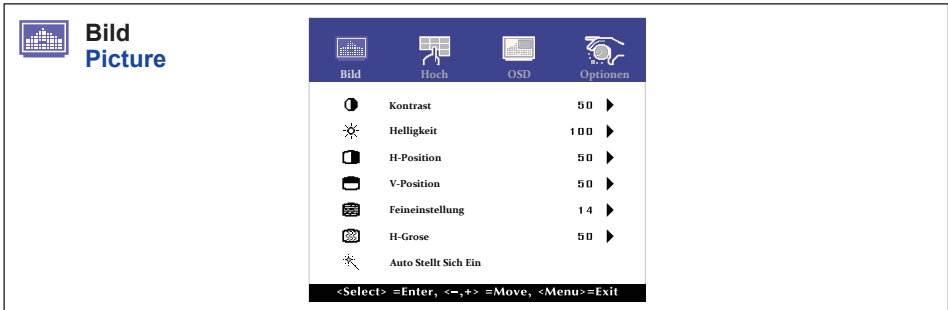 Bild
Picture
Bild Hoch OSD Optionen
Kontrast 50
Helligkeit 100
H-Position 50
V-Position 50
Feineinstellung 14
H-Grose 50
Auto Stellt Sich Ein
<Select> =Enter, <–,+> =Move, <Menu>=Exit